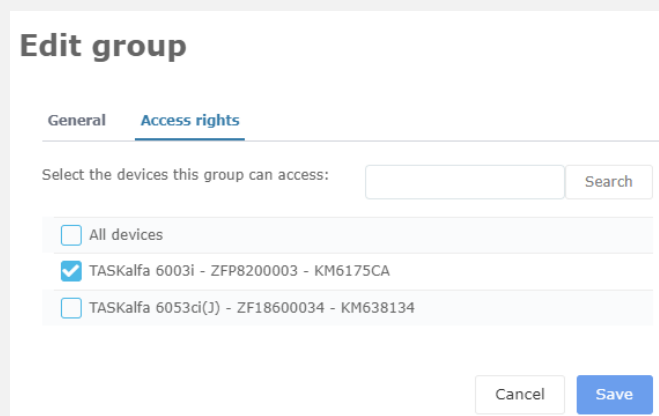 Edit group
General Access rights
Select the devices this group can access: Search
All devices
TASKalfa 6003i - ZFP8200003 - KM6175CA
TASKalfa 6053ci(J) - ZF18600034 - KM638134
Cancel Save